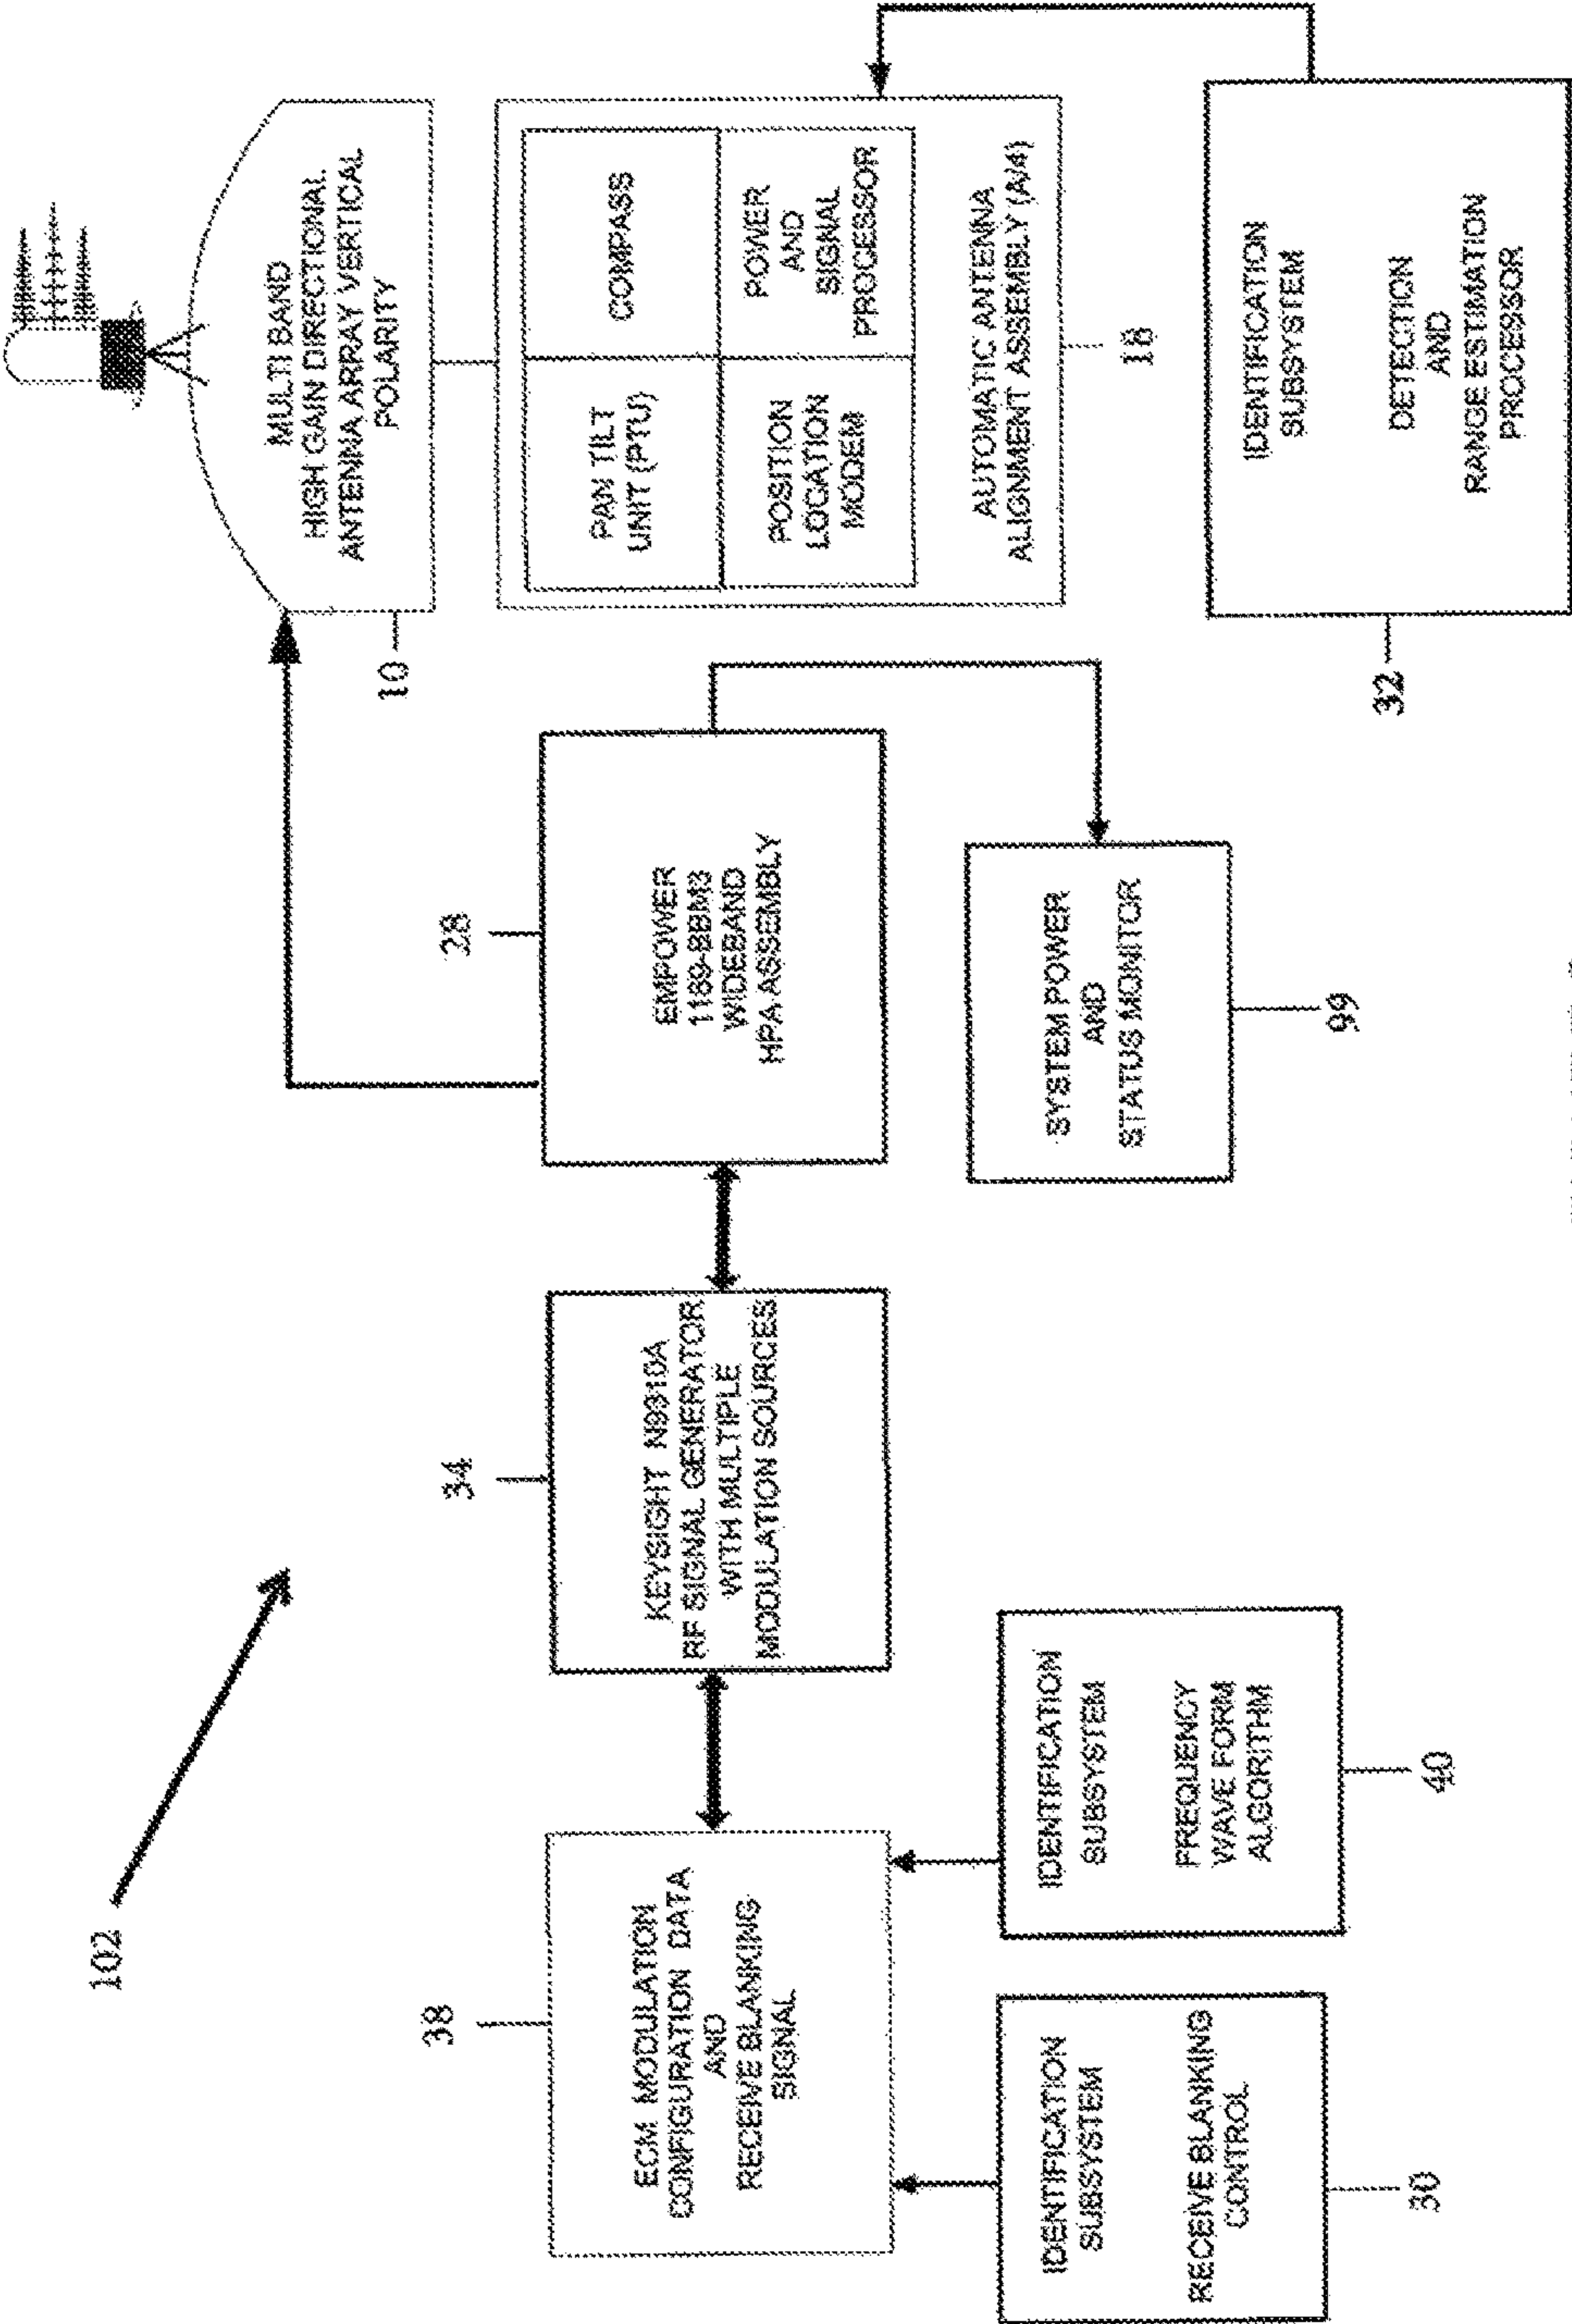 102
38
ECM MODULATION
CONFIGURATION DATA
AND
RECEIVE BLANKING
SIGNAL
IDENTIFICATION
SUBSYSTEM
RECEIVE BLANKING
CONTROL
30
IDENTIFICATION
SUBSYSTEM
FREQUENCY
WAVE FORM
ALGORITHM
40
34
KEYSIGHT N9310A
RF SIGNAL GENERATOR
WITH MULTIPLE
MODULATION SOURCES
28
EMPOWER
1189-BBM3
WIDEBAND
HPA ASSEMBLY
SYSTEM POWER
AND
STATUS MONITOR
99
MULTI BAND
HIGH GAIN DIRECTIONAL
ANTENNA ARRAY VERTICAL
POLARITY
10
PAN TILT
UNIT (PTU)
COMPASS
POSITION
LOCATION
MODEM
POWER
AND
SIGNAL
PROCESSOR
AUTOMATIC ANTENNA
ALIGNMENT ASSEMBLY (A/4)
18
IDENTIFICATION
SUBSYSTEM
DETECTION
AND
RANGE ESTIMATION
PROCESSOR
32